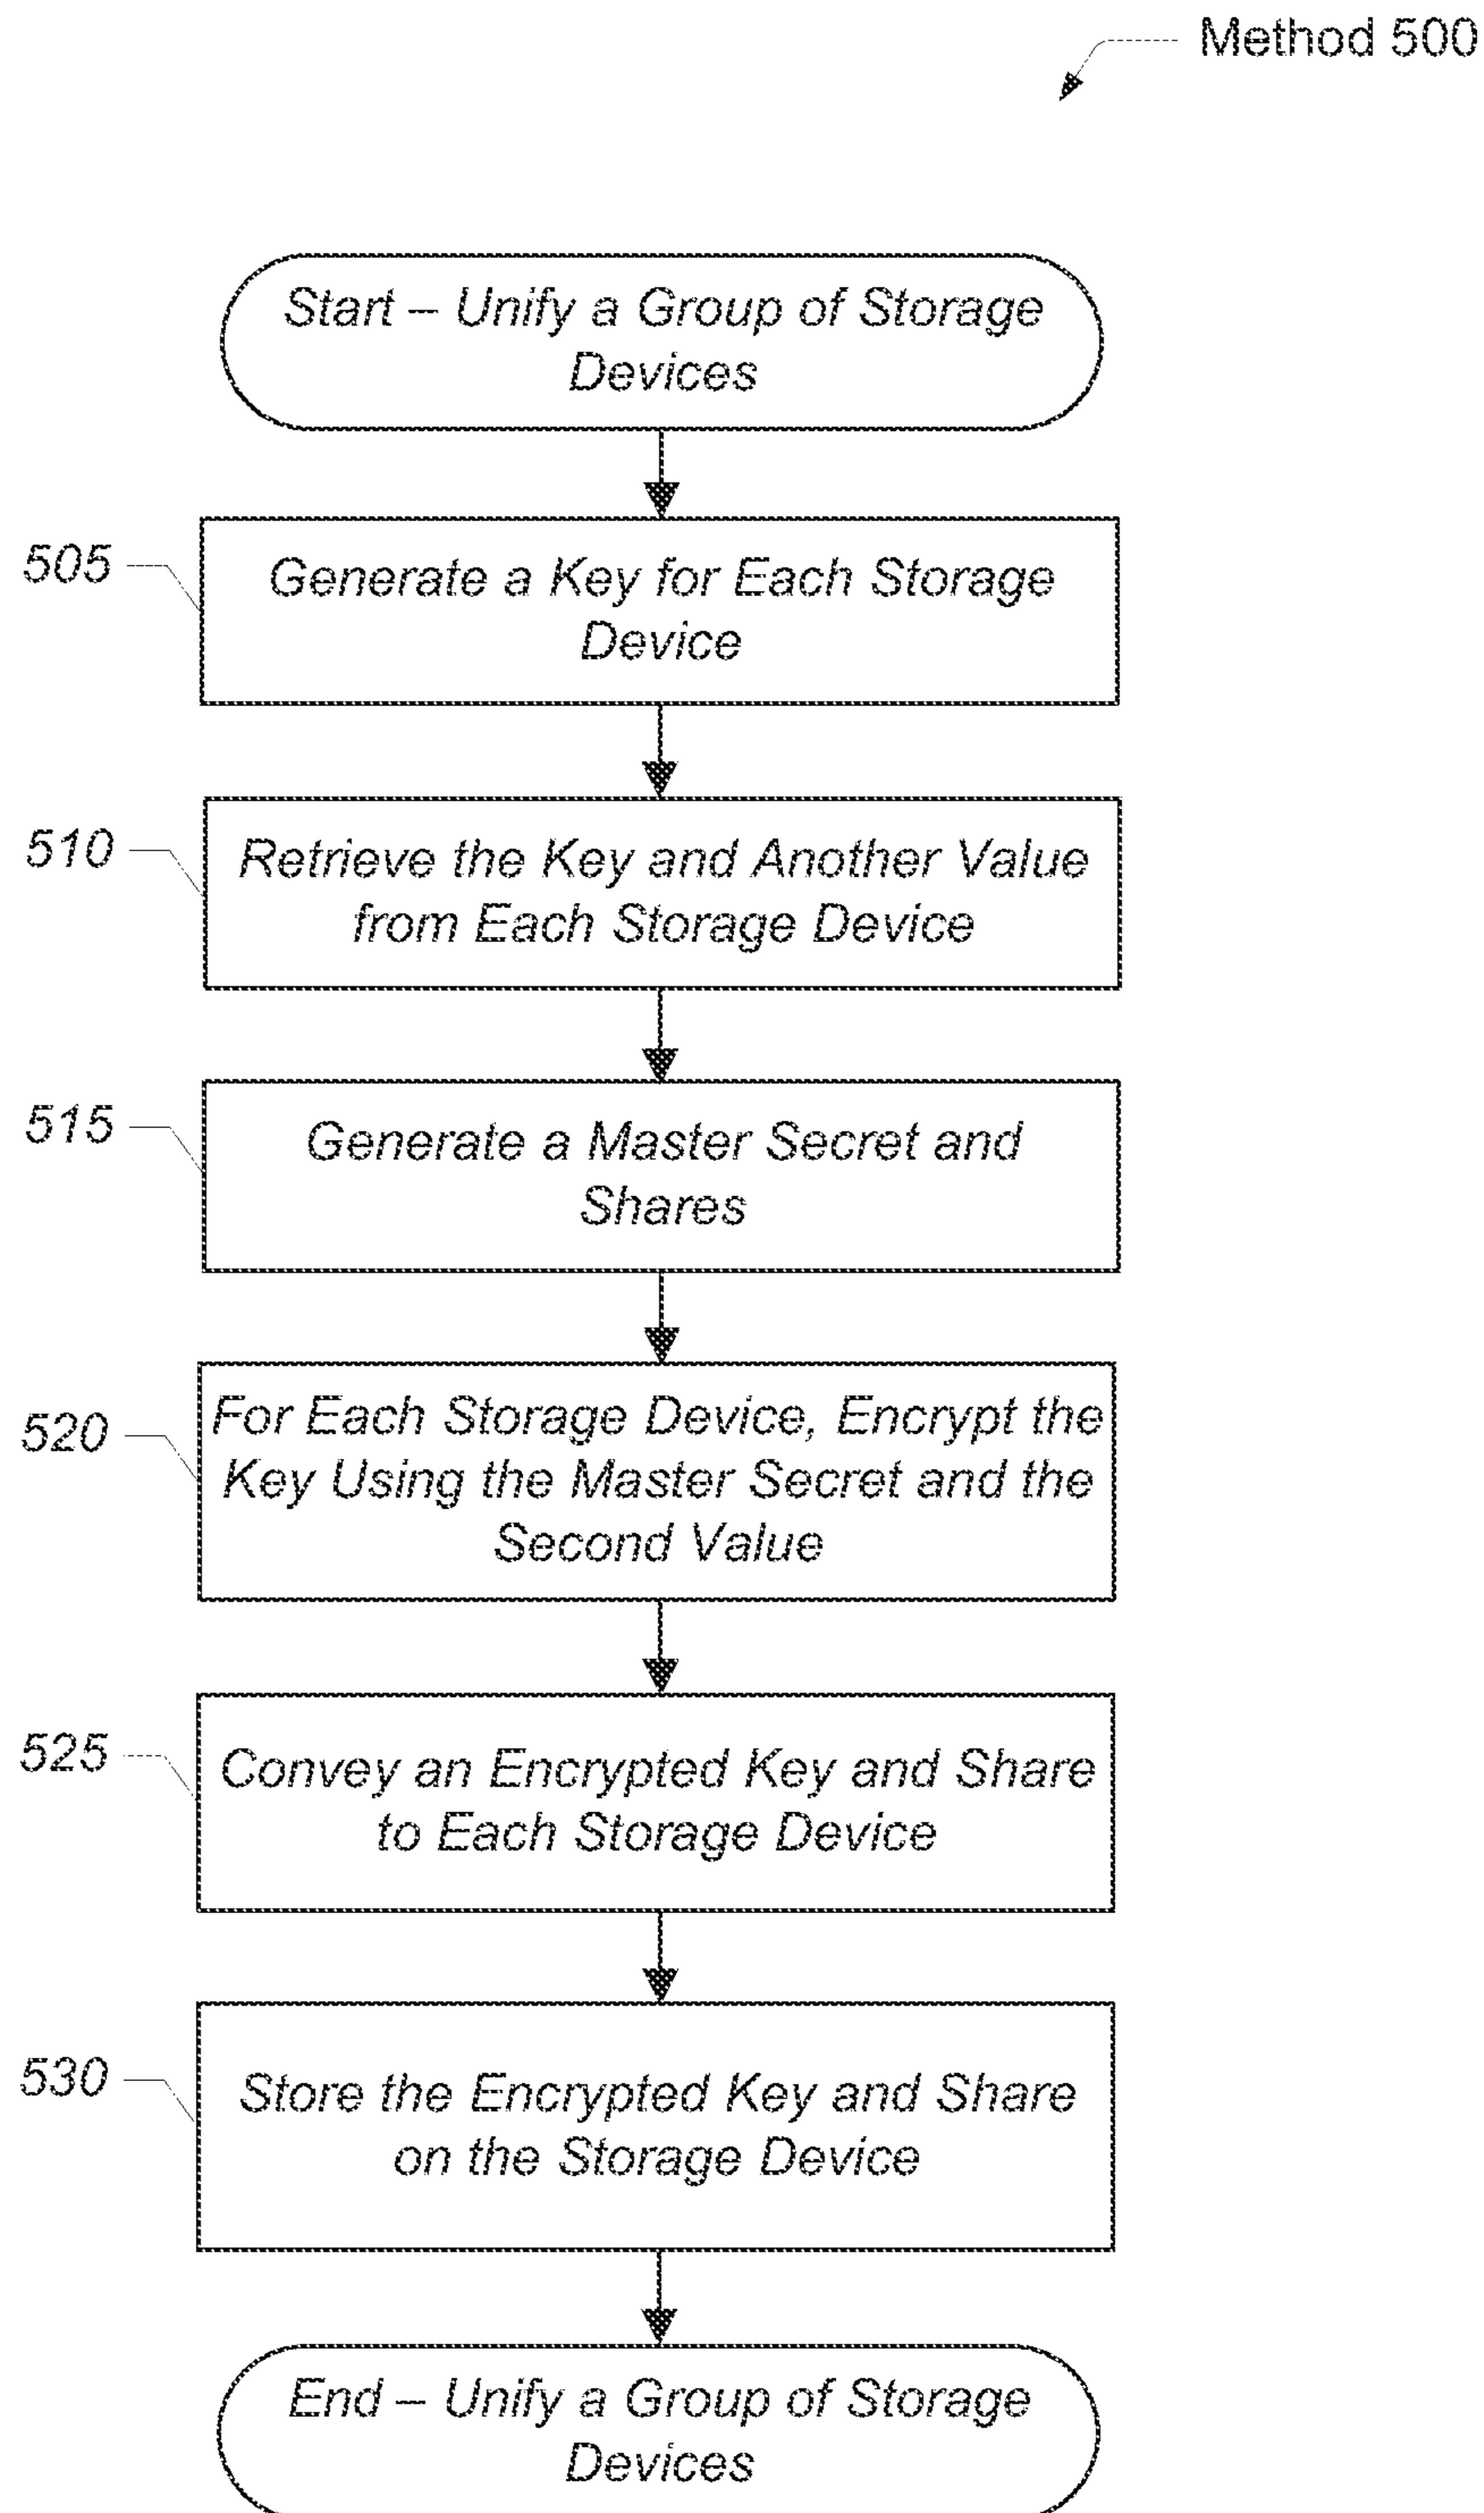 Method 500
Start – Unify a Group of Storage
Devices
505
Generate a Key for Each Storage
Device
510
Retrieve the Key and Another Value
from Each Storage Device
515
Generate a Master Secret and
Shares
520
For Each Storage Device, Encrypt the
Key Using the Master Secret and the
Second Value
525
Convey an Encrypted Key and Share
to Each Storage Device
530
Store the Encrypted Key and Share
on the Storage Device
End – Unify a Group of Storage
Devices